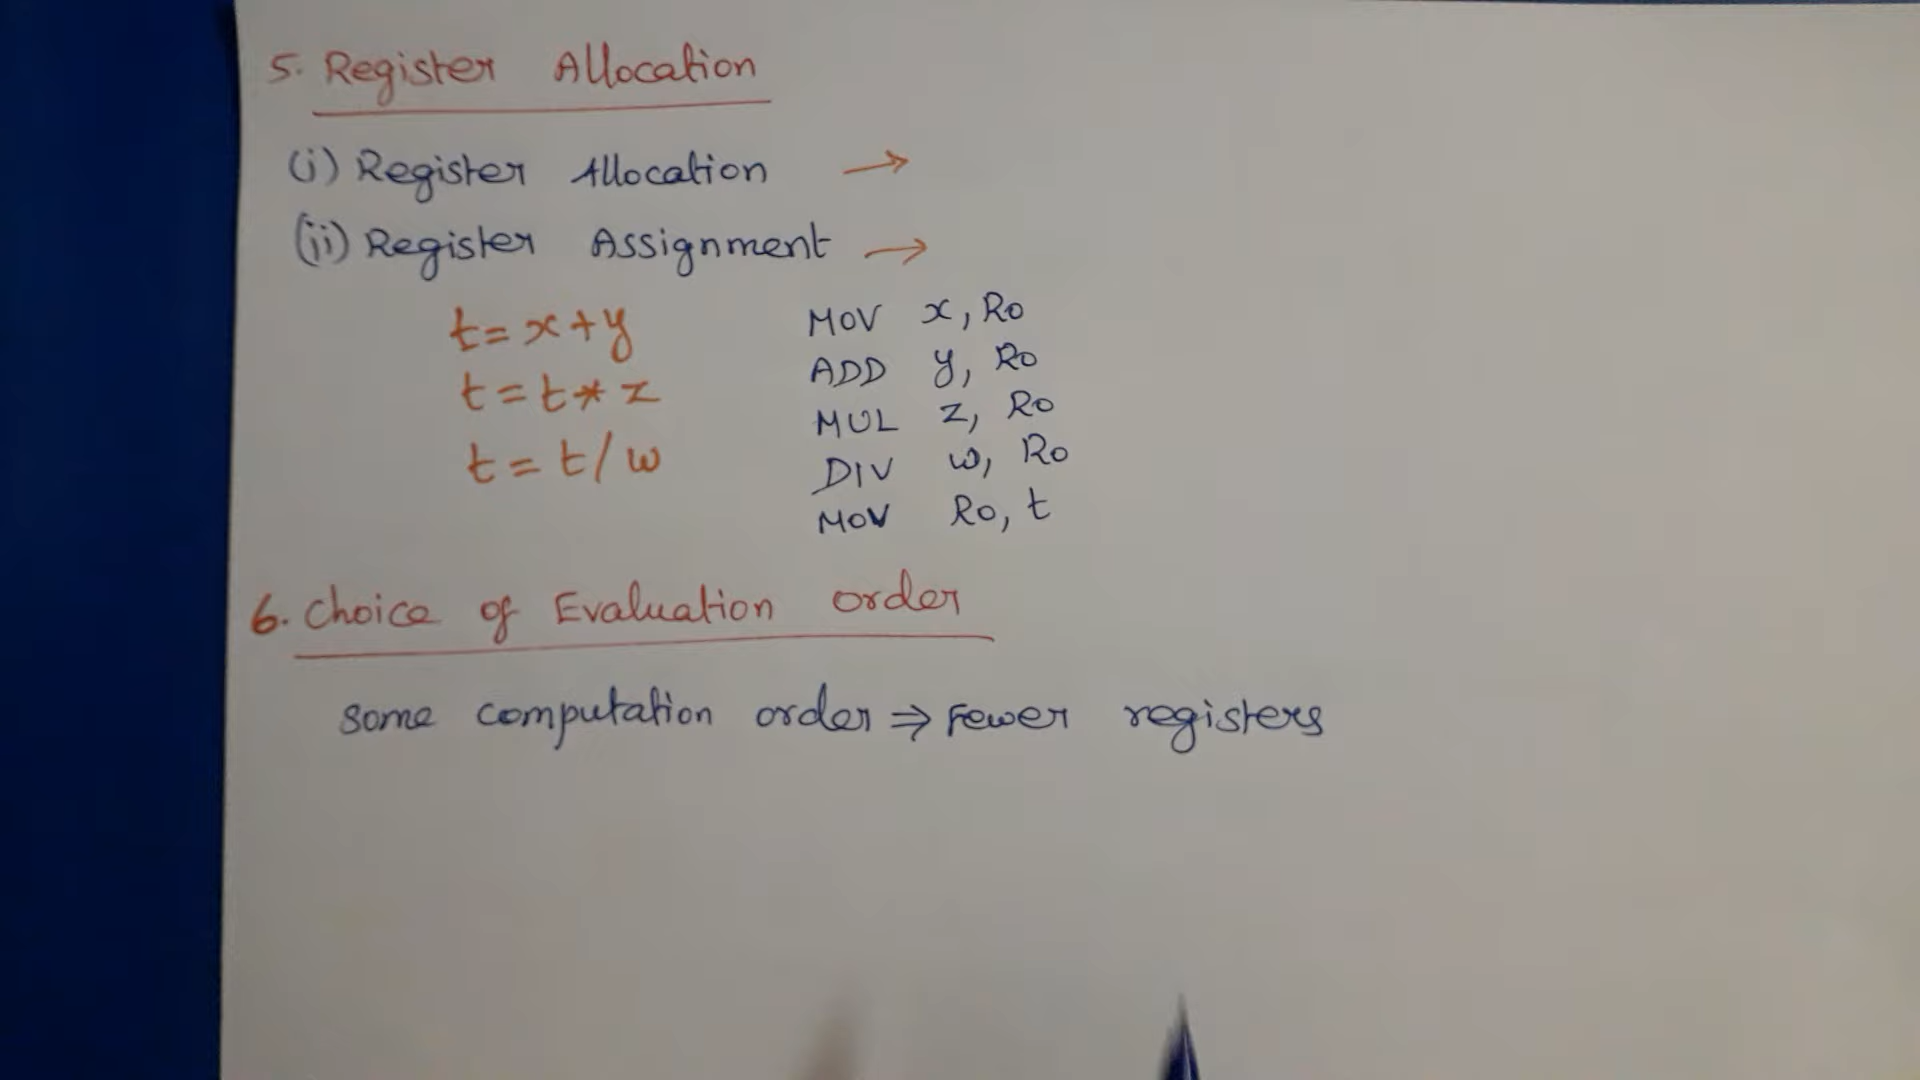 5. Register Allocation
(i) Register Allocation →
(ii) Register Assignment →
t = x + y
t = t * z
t = t / w
MOV x, R0
ADD y, R0
MUL z, R0
DIV w, R0
MOV R0, t
6. Choice of Evaluation order
some computation order ⇒ Fewer registers